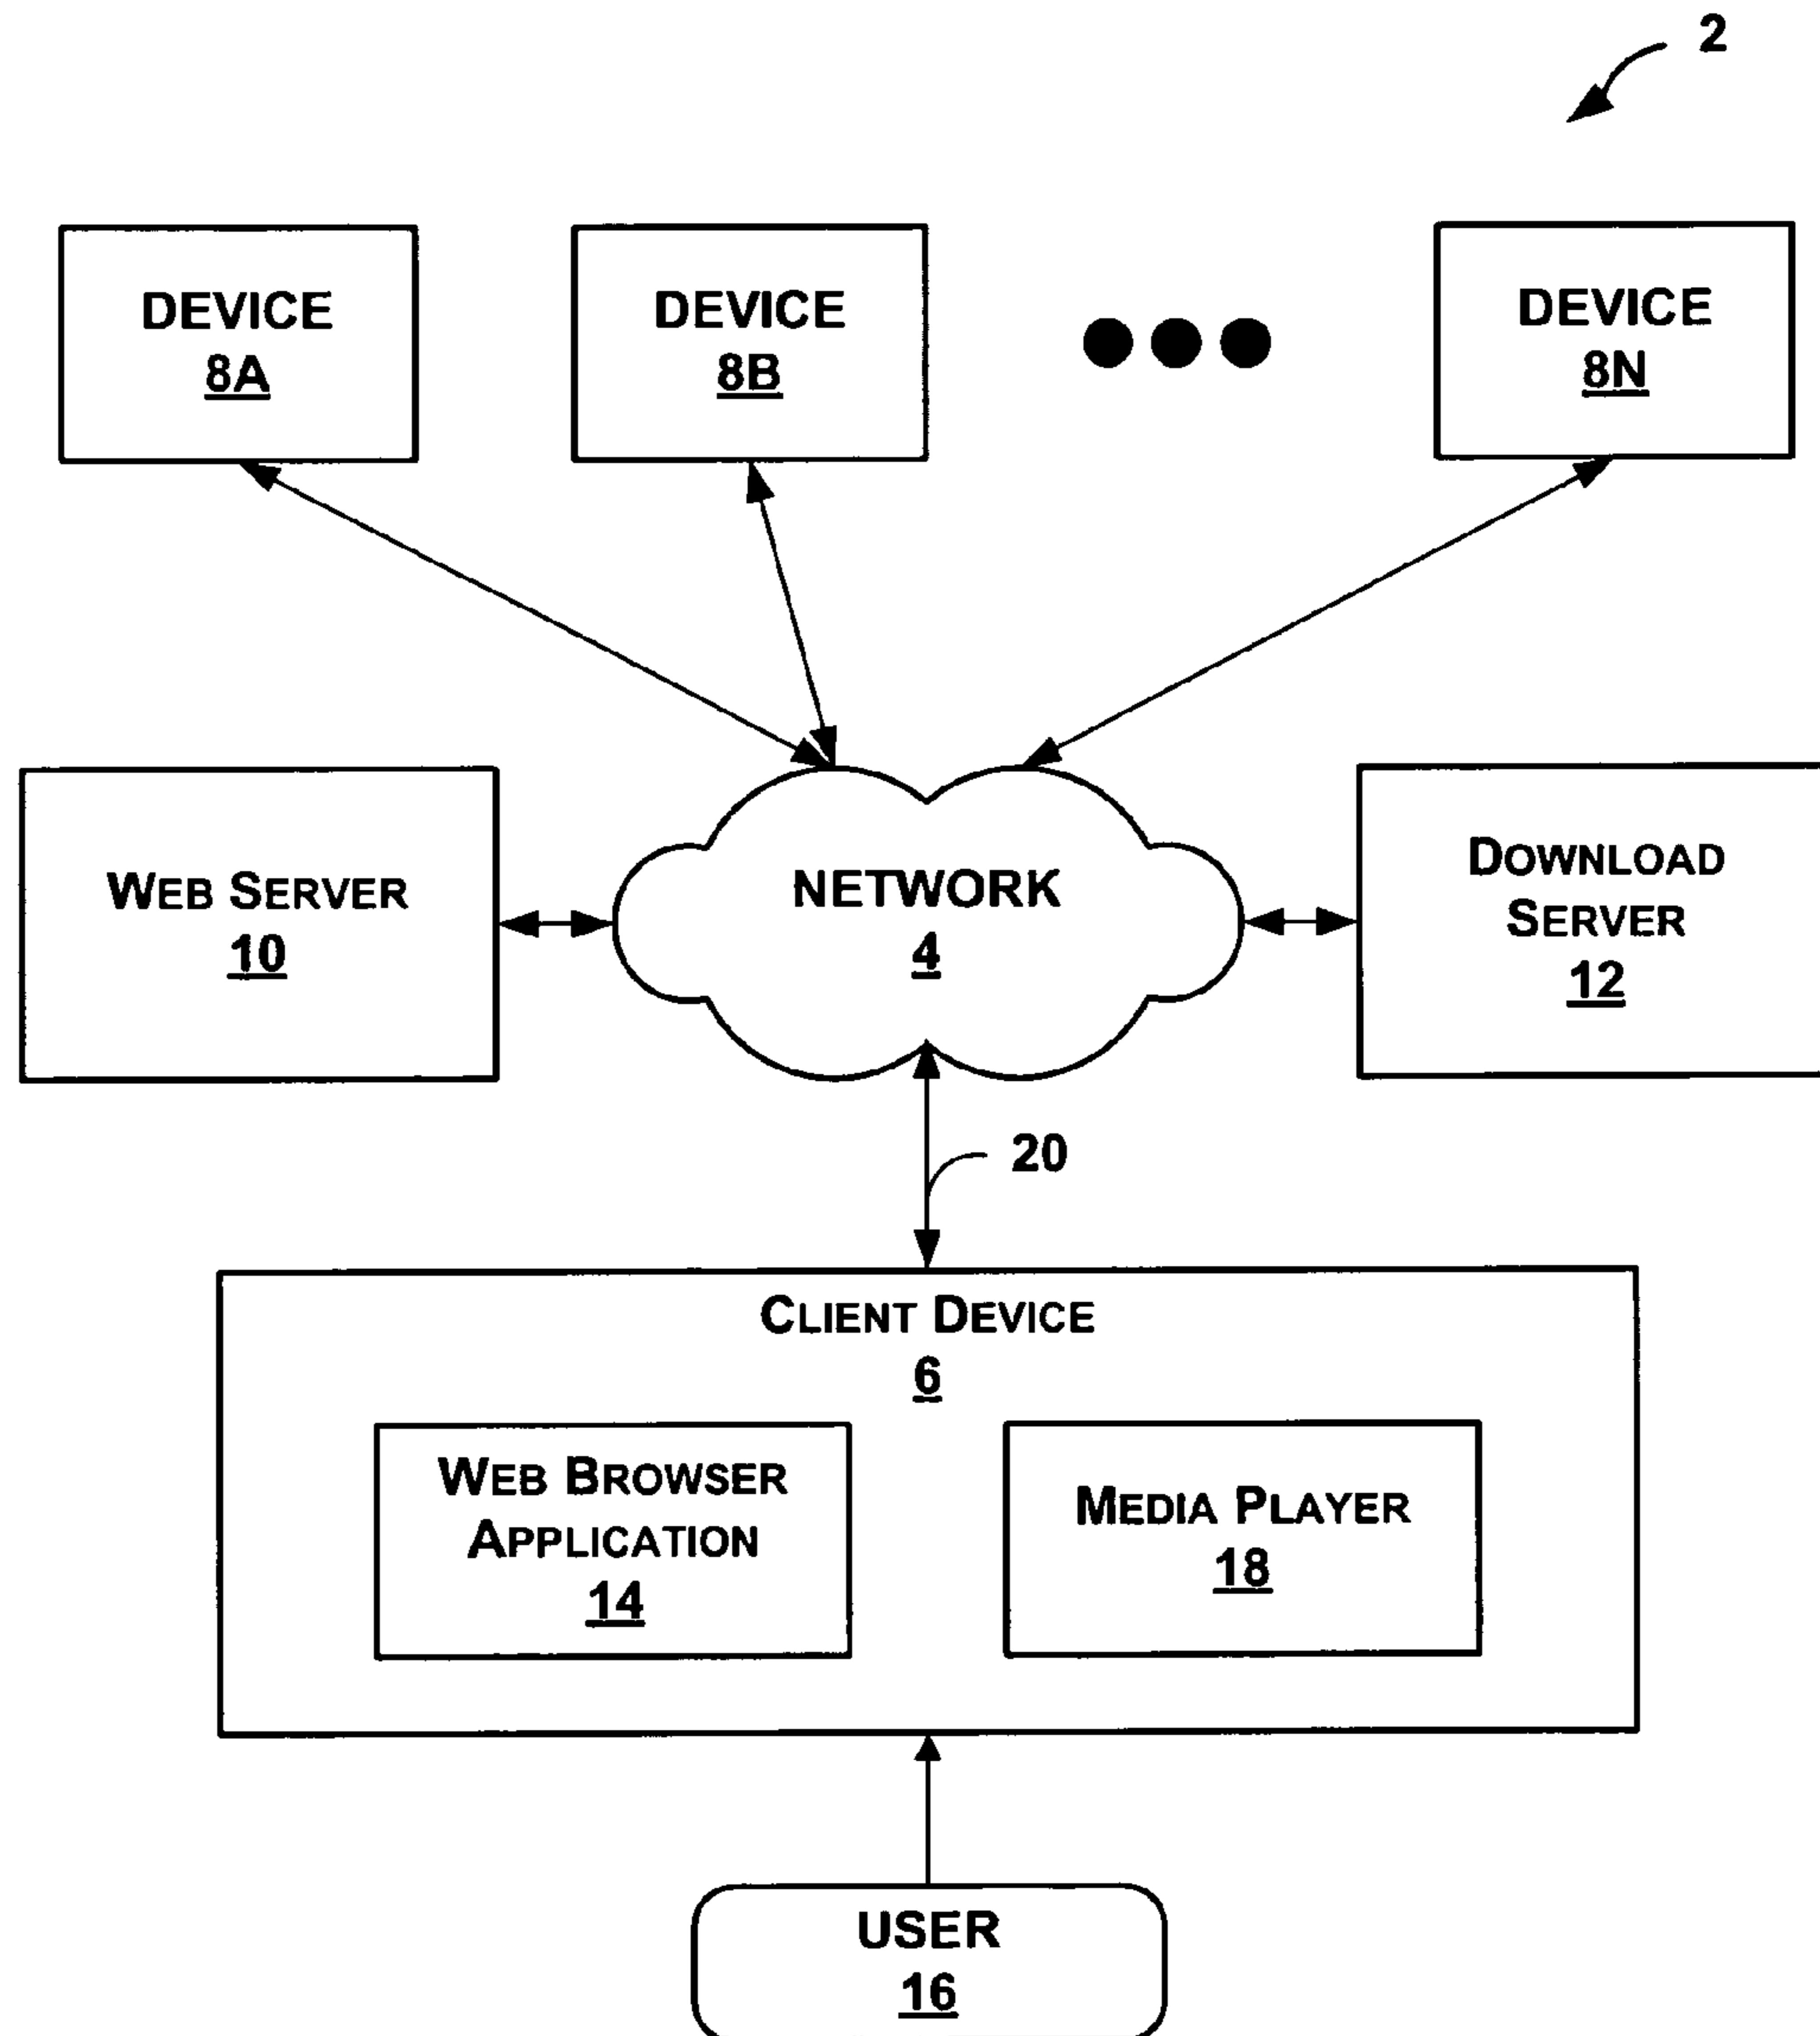 2
DEVICE
8A
DEVICE
8B
DEVICE
8N
WEB SERVER
10
NETWORK
4
DOWNLOAD
SERVER
12
20
CLIENT DEVICE
6
WEB BROWSER
APPLICATION
14
MEDIA PLAYER
18
USER
16